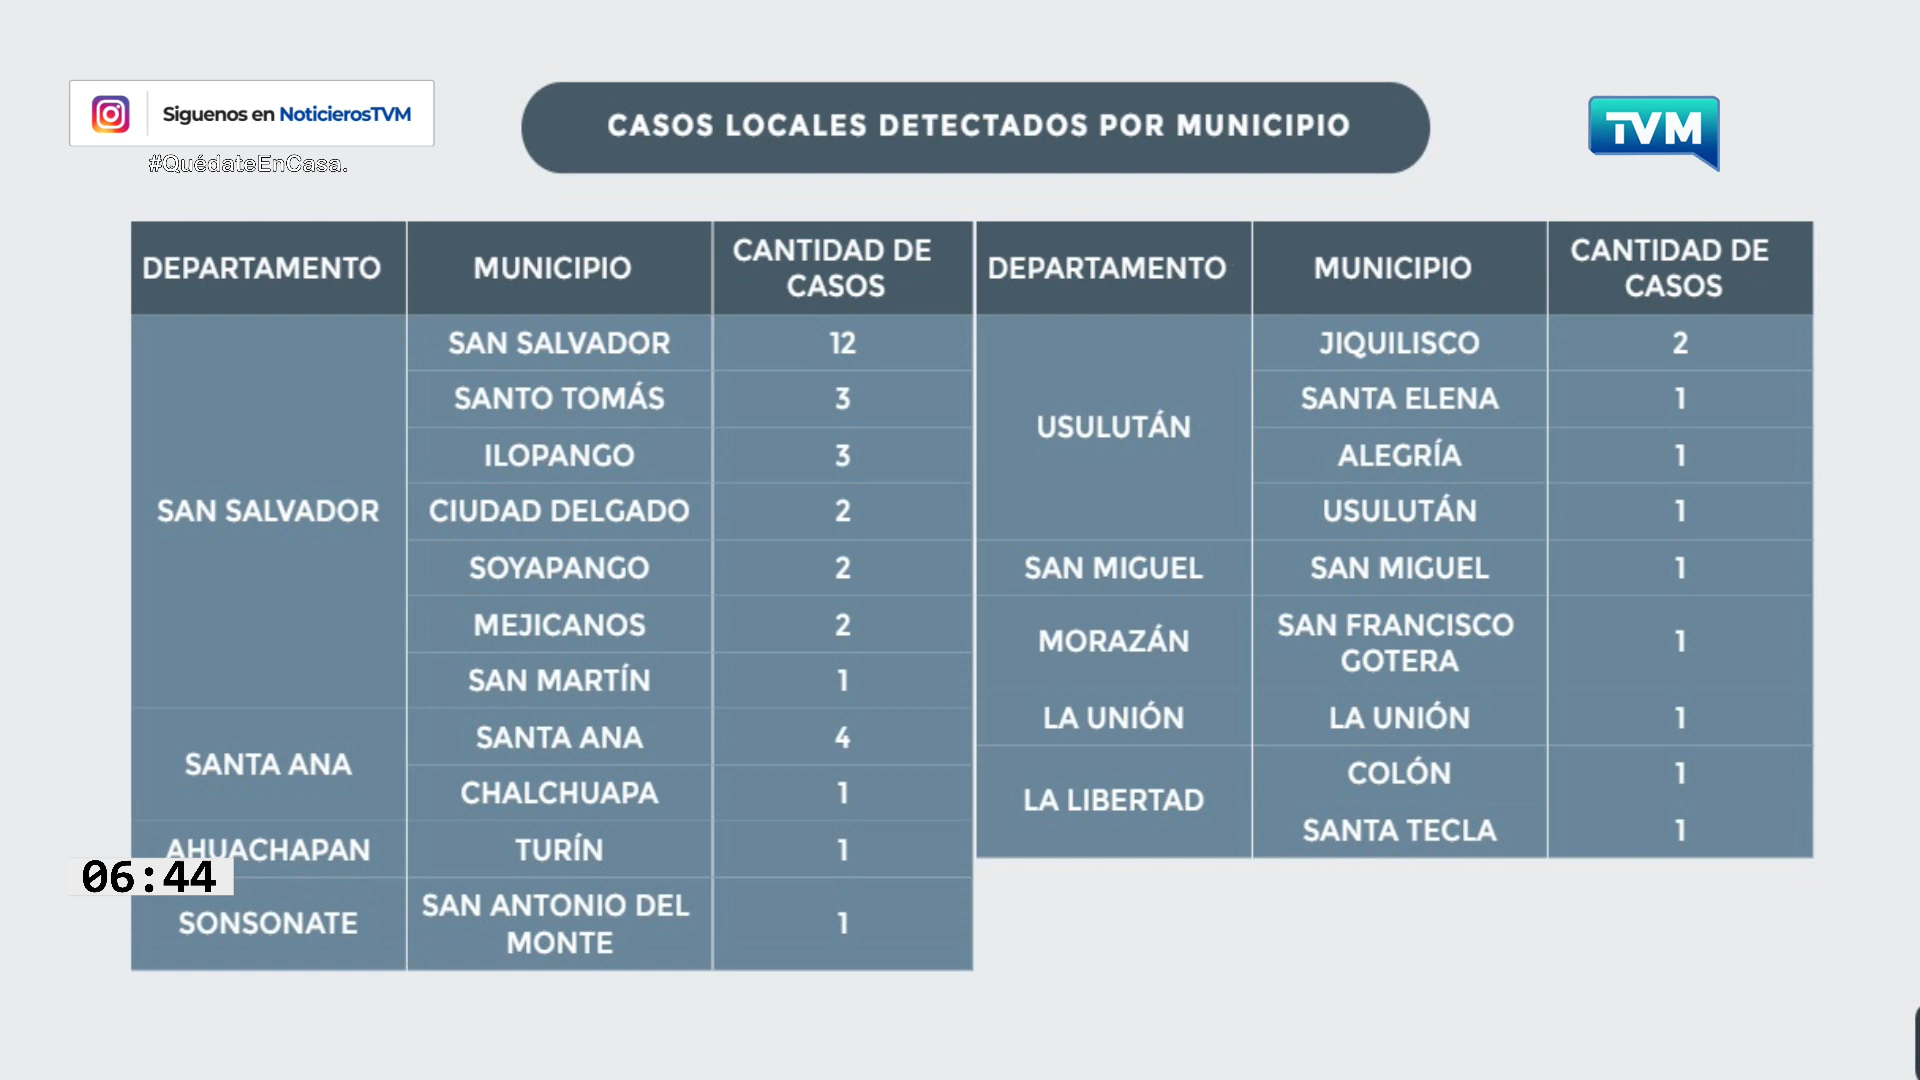 Siguenos en NoticierosTVM
#QuédateEnCasa.
CASOS LOCALES DETECTADOS POR MUNICIPIO
TVM
DEPARTAMENTO MUNICIPIO CANTIDAD DE CASOS
SAN SALVADOR SAN SALVADOR 12
SANTO TOMÁS 3
ILOPANGO 3
CIUDAD DELGADO 2
SOYAPANGO 2
MEJICANOS 2
SAN MARTÍN 1
SANTA ANA SANTA ANA 4
CHALCHUAPA 1
AHUACHAPAN TURÍN 1
SONSONATE SAN ANTONIO DEL MONTE 1
DEPARTAMENTO MUNICIPIO CANTIDAD DE CASOS
USULUTÁN JIQUILISCO 2
SANTA ELENA 1
ALEGRÍA 1
USULUTÁN 1
SAN MIGUEL SAN MIGUEL 1
MORAZÁN SAN FRANCISCO GOTERA 1
LA UNIÓN LA UNIÓN 1
LA LIBERTAD COLÓN 1
SANTA TECLA 1
06:44